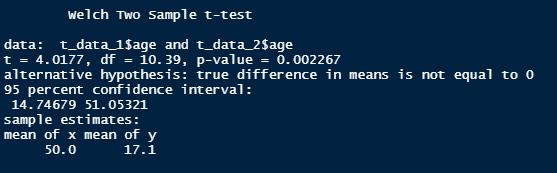 Welch Two Sample t-test
data:  t_data_1$age and t_data_2$age
t = 4.0177, df = 10.39, p-value = 0.002267
alternative hypothesis: true difference in means is not equal to 0
95 percent confidence interval:
14.74679 51.05321
sample estimates:
mean of x mean of y
50.0      17.1